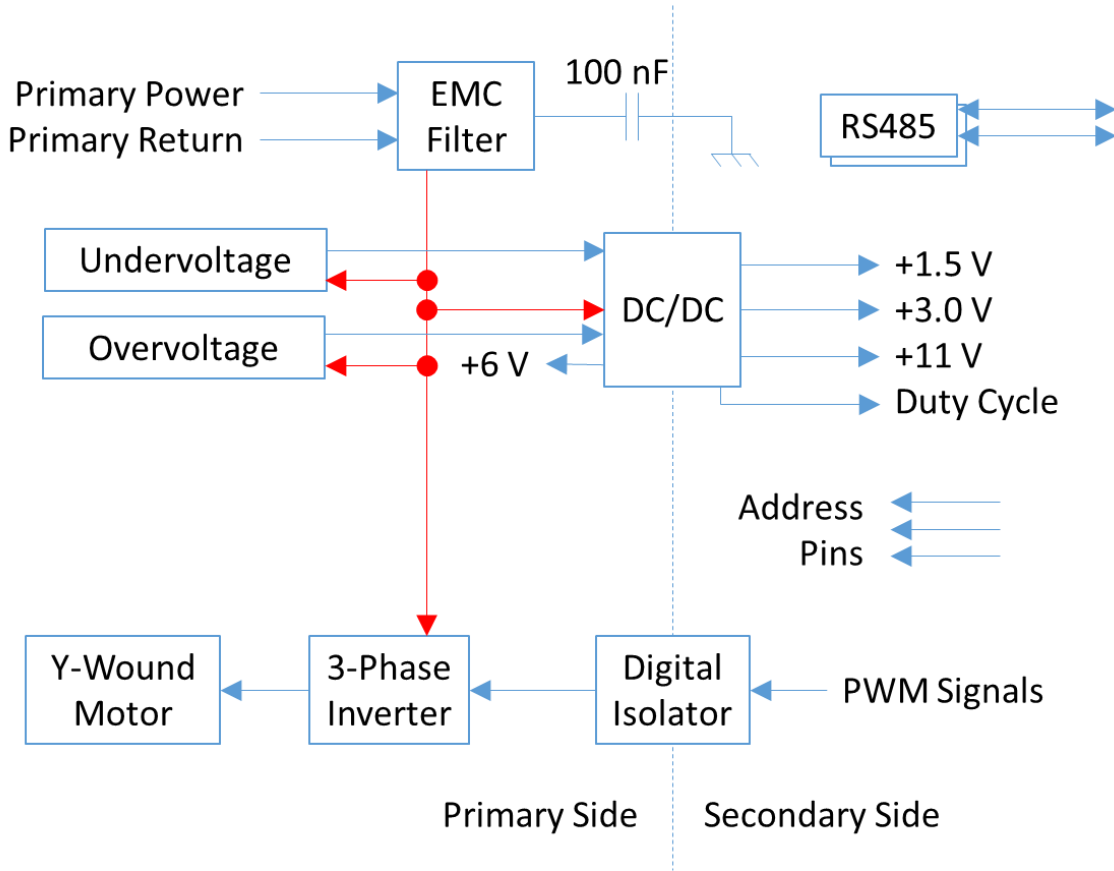 Primary Power
Primary Return
EMC
Filter
100 nF
RS485
Undervoltage
Overvoltage
DC/DC
+6 V
+1.5 V
+3.0 V
+11 V
Duty Cycle
Address
Pins
Y-Wound
Motor
3-Phase
Inverter
Digital
Isolator
PWM Signals
Primary Side
Secondary Side